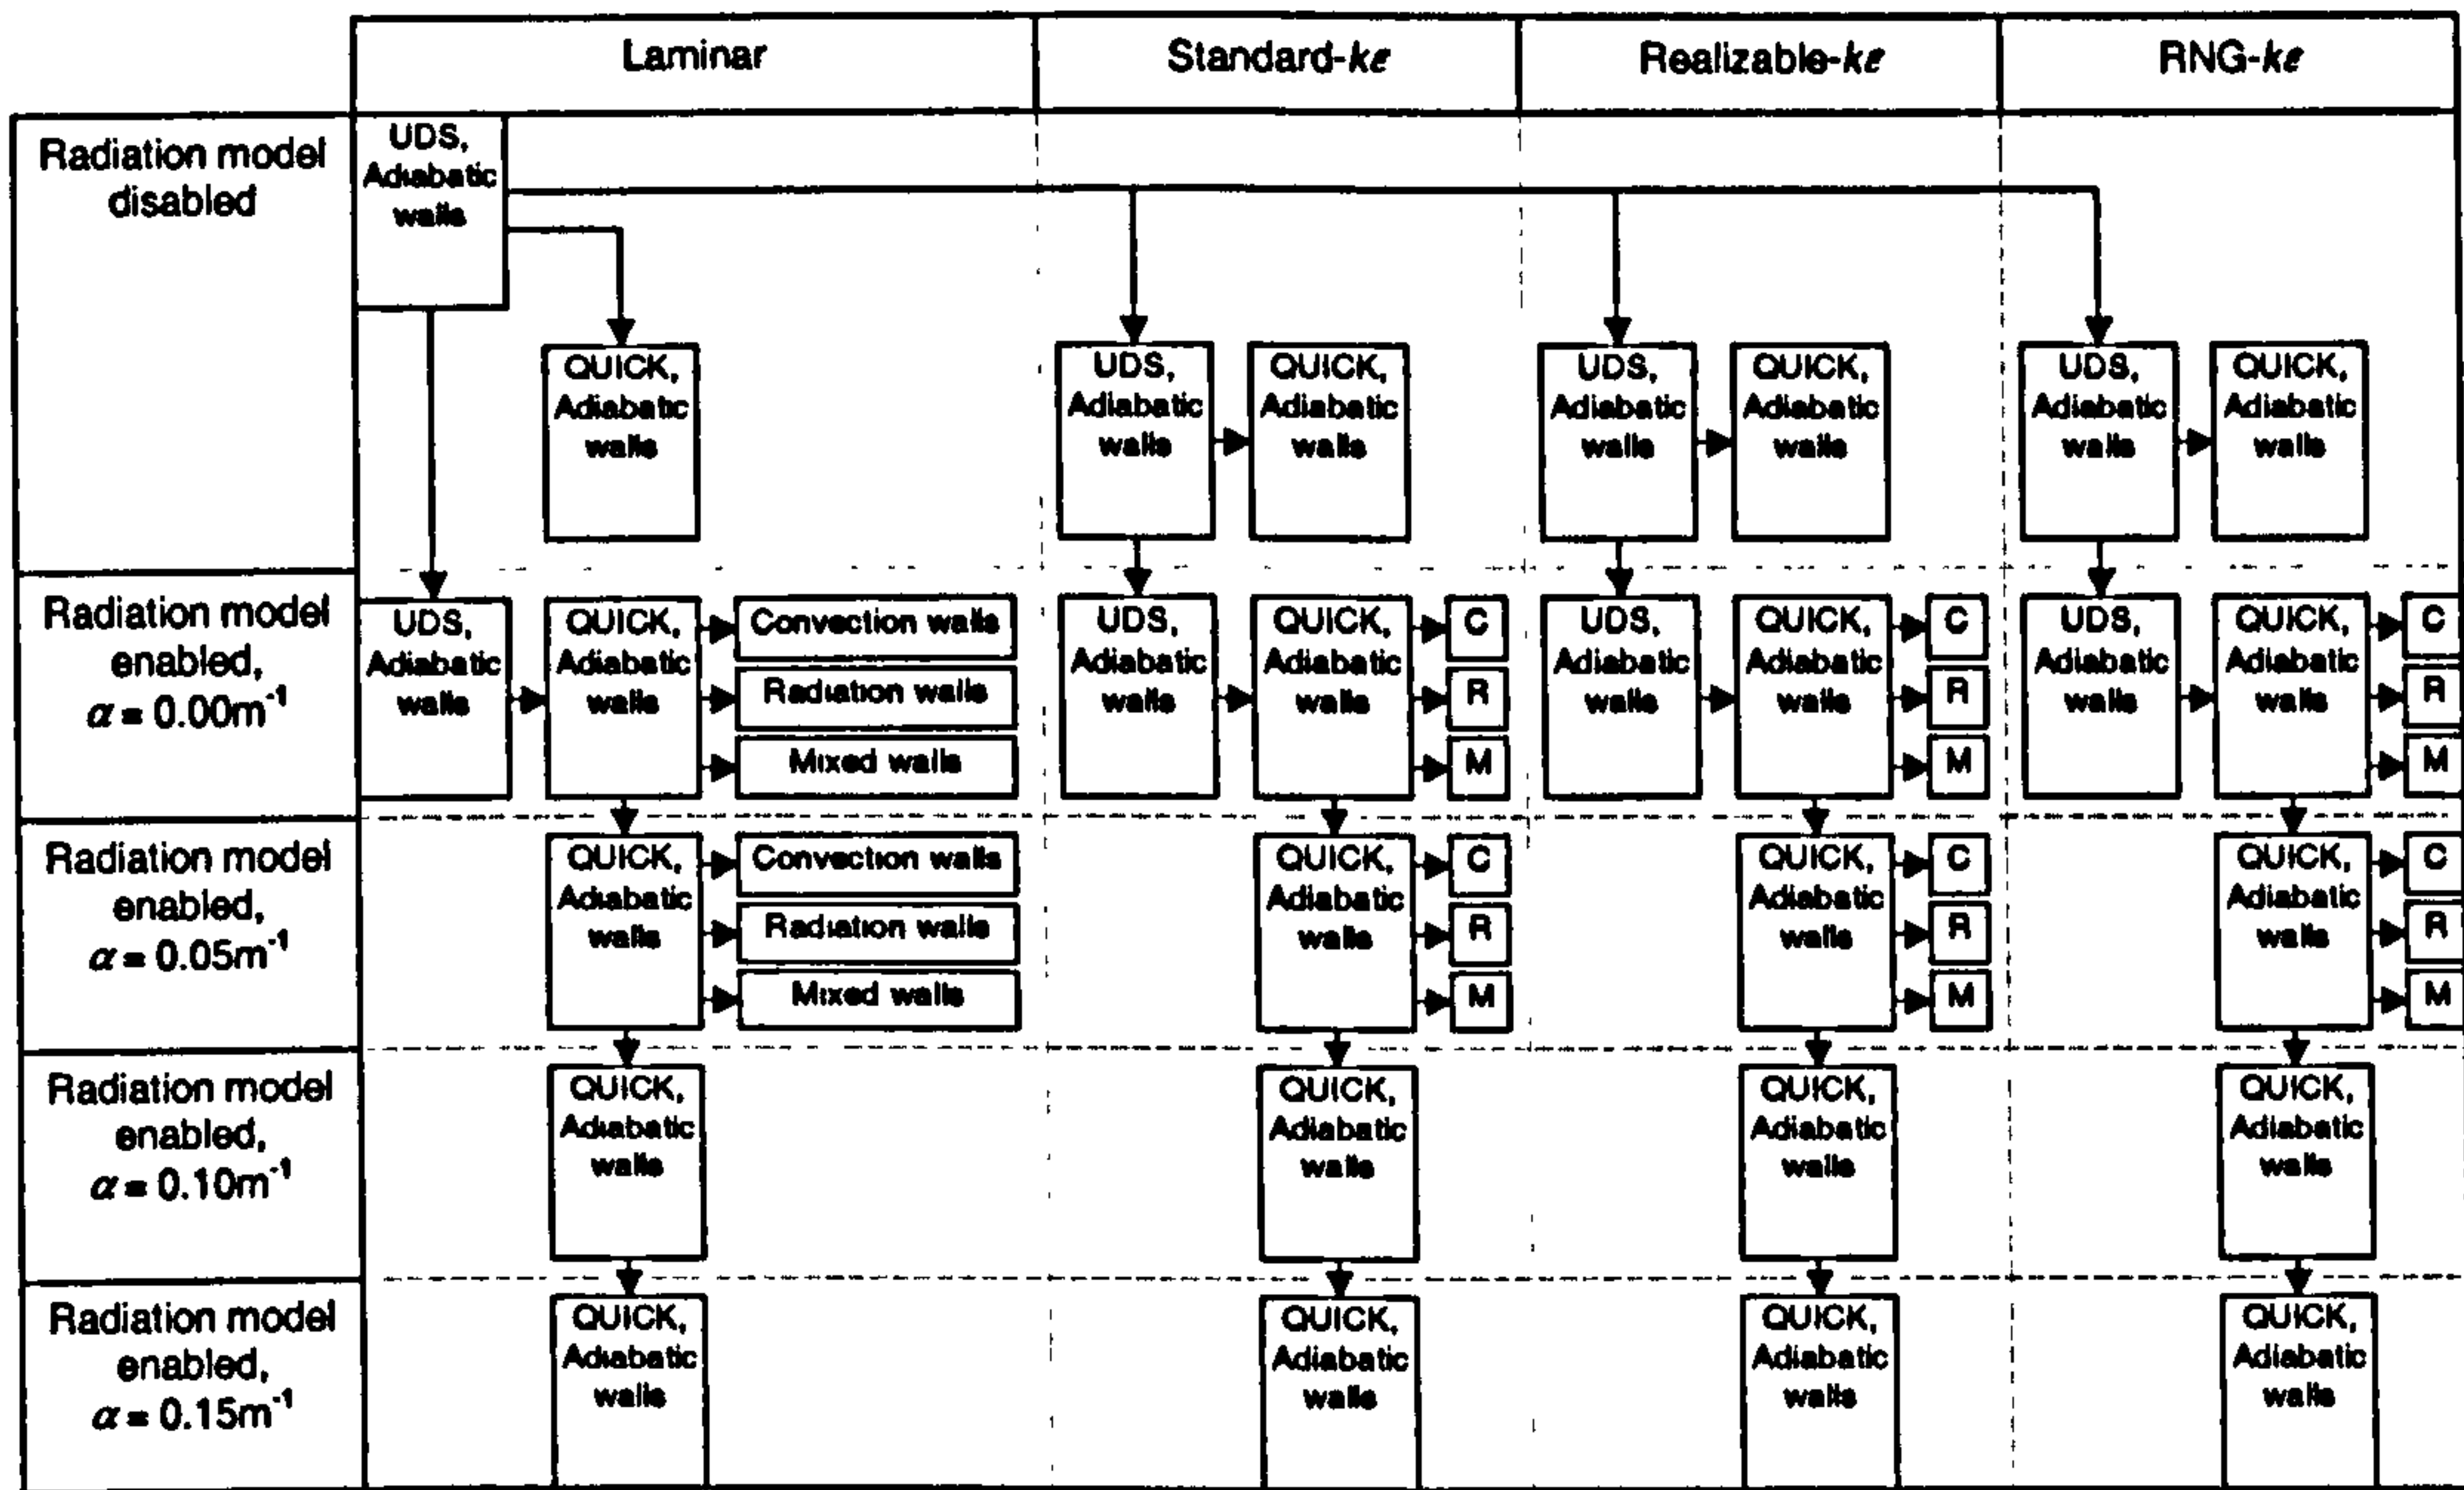 Laminar
Standard-kε
Realizable-kε
RNG-kε
Radiation model
disabled
UDS,
Adiabatic
walls
QUICK,
Adiabatic
walls
UDS,
Adiabatic
walls
QUICK,
Adiabatic
walls
UDS,
Adiabatic
walls
QUICK,
Adiabatic
walls
UDS,
Adiabatic
walls
QUICK,
Adiabatic
walls
Radiation model
enabled,
α = 0.00m⁻¹
UDS,
Adiabatic
walls
QUICK,
Adiabatic
walls
Convection walls
Radiation walls
Mixed walls
UDS,
Adiabatic
walls
QUICK,
Adiabatic
walls
C
R
M
UDS,
Adiabatic
walls
QUICK,
Adiabatic
walls
C
R
M
UDS,
Adiabatic
walls
QUICK,
Adiabatic
walls
C
R
M
Radiation model
enabled,
α = 0.05m⁻¹
QUICK,
Adiabatic
walls
Convection walls
Radiation walls
Mixed walls
QUICK,
Adiabatic
walls
C
R
M
QUICK,
Adiabatic
walls
C
R
M
QUICK,
Adiabatic
walls
C
R
M
Radiation model
enabled,
α = 0.10m⁻¹
QUICK,
Adiabatic
walls
QUICK,
Adiabatic
walls
QUICK,
Adiabatic
walls
QUICK,
Adiabatic
walls
Radiation model
enabled,
α = 0.15m⁻¹
QUICK,
Adiabatic
walls
QUICK,
Adiabatic
walls
QUICK,
Adiabatic
walls
QUICK,
Adiabatic
walls